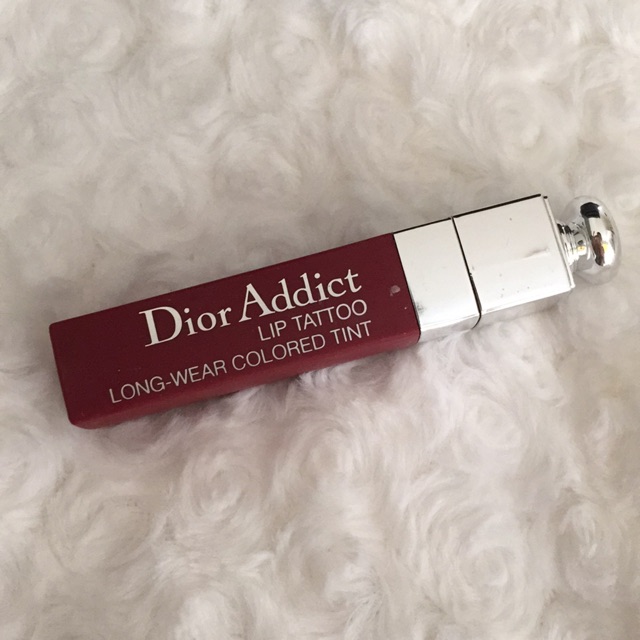 Dior Addict
LIP TATTOO
LONG-WEAR COLORED TINT